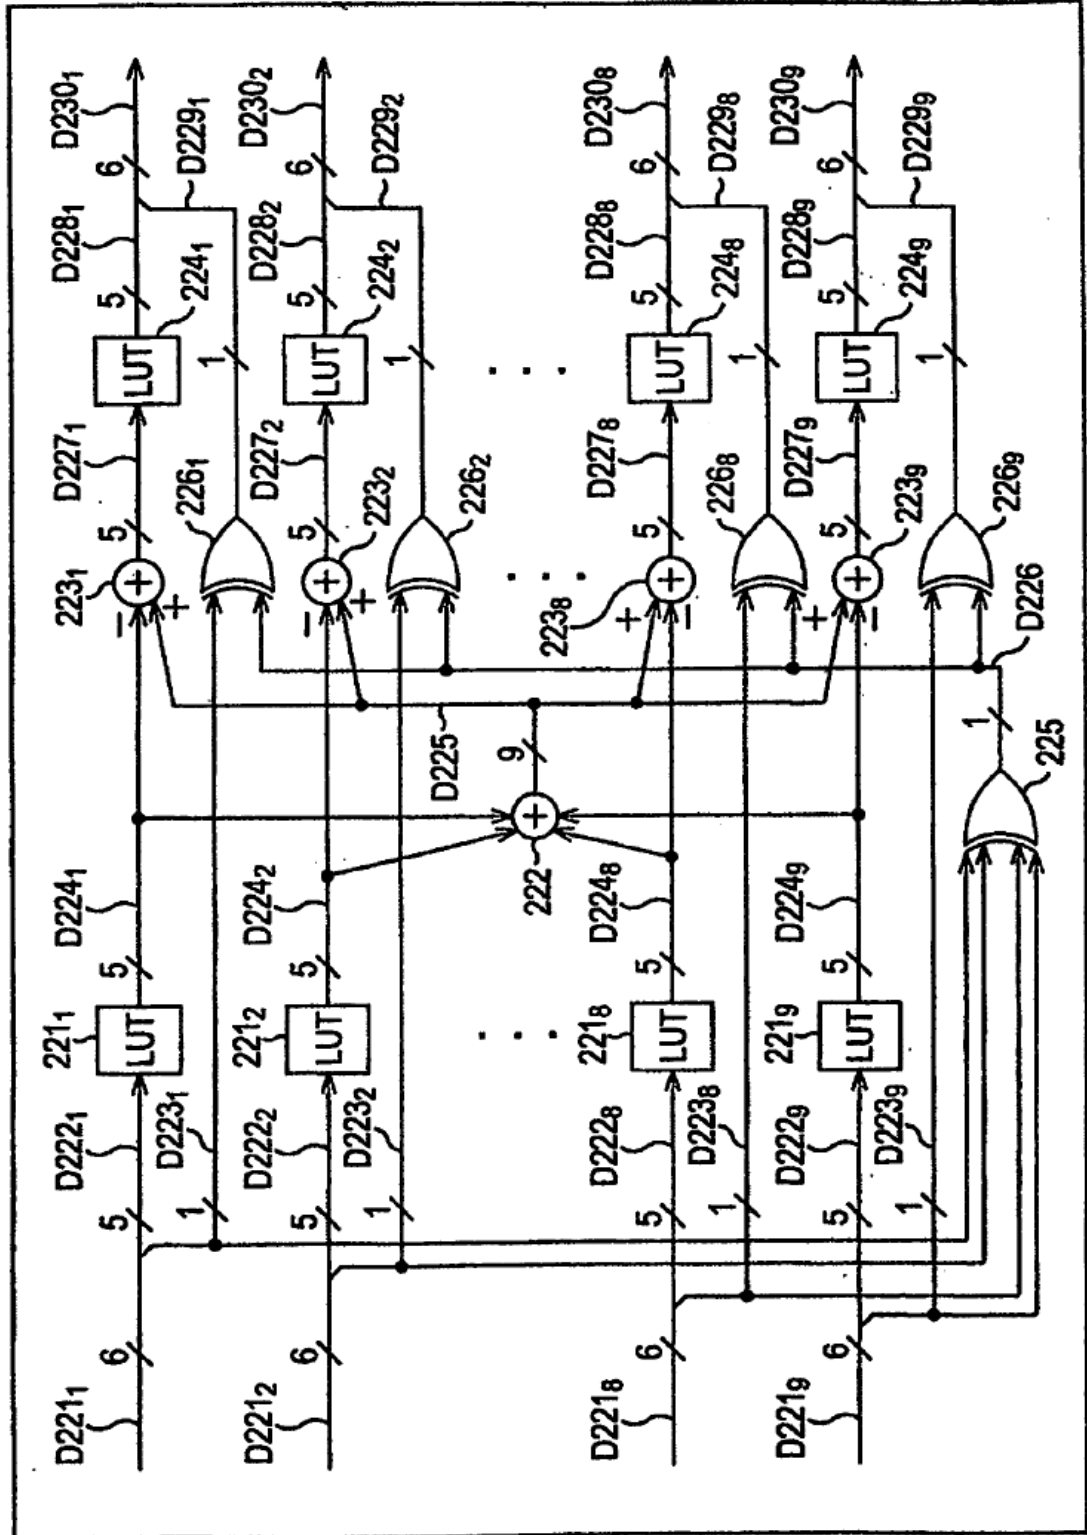 D221₁
6
5
D222₁
1
D223₁
221₁
LUT
5
D224₁
−
+
223₁
5
D227₁
226₁
LUT
224₁
1
5
D228₁
6
D229₁
D230₁
D221₂
6
5
D222₂
1
D223₂
221₂
LUT
5
D224₂
−
+
223₂
+
5
D227₂
226₂
LUT
224₂
1
5
D228₂
6
D229₂
D230₂
. . .
222
+
9
D225
. . .
. . .
D221₈
6
5
D222₈
1
D223₈
221₈
LUT
5
D224₈
+
−
223₈
+
5
D227₈
226₈
LUT
224₈
1
5
D228₈
6
D229₈
D230₈
D221₉
6
5
D222₉
1
D223₉
221₉
LUT
5
D224₉
+
−
+
223₉
5
D227₉
226₉
LUT
224₉
1
5
D228₉
6
D229₉
D230₉
225
1
D226